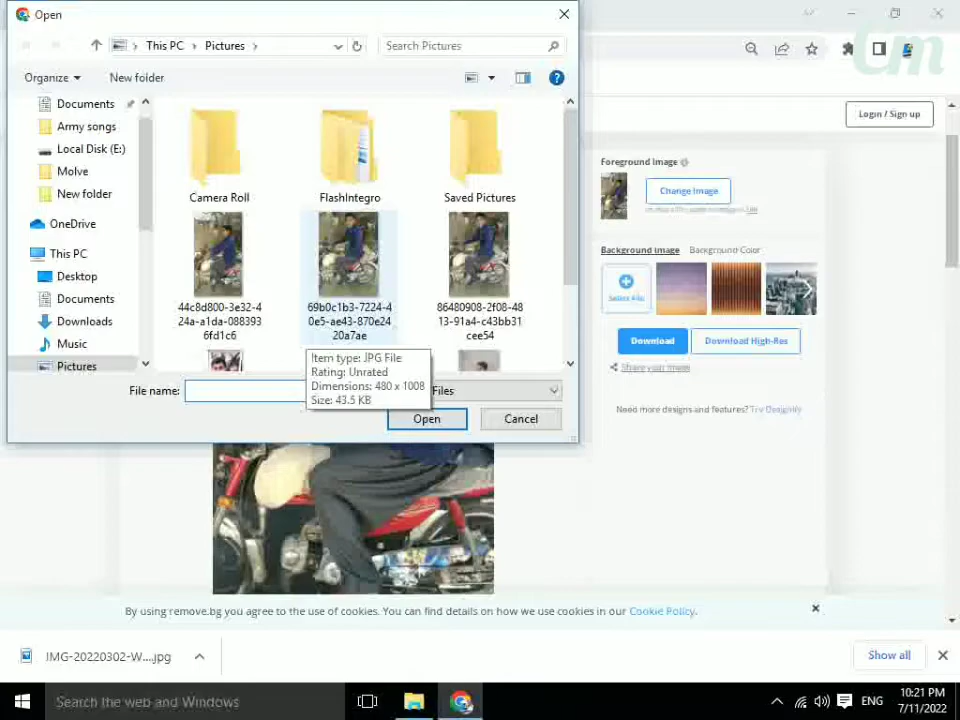 Open
This PC
Pictures
Search Pictures
Cm
Organize
New folder
Documents
Army songs
Local Disk (E:)
Molve
New folder
OneDrive
This PC
Desktop
Documents
Downloads
Music
Pictures
Camera Roll
FlashIntegro
Saved Pictures
44c8d800-3e32-4
24a-a1da-088393
6fd1c6
69b0c1b3-7224-4
0e5-ae43-870e24
20a7ae
86480908-2f08-48
13-91a4-c43bb31
cee54
Item type: JPG File
Rating: Unrated
Dimensions: 480 x 1008
Size: 43.5 KB
File name:
Files
Open
Cancel
Login / Sign up
Foreground Image
Change Image
Background Image
Background Color
Select File
Download
Download High-Res
Share your image
Need more designs and features? Try Designify
By using remove.bg you agree to the use of cookies. You can find details on how we use cookies in our Cookie Policy.
IMG-20220302-W....jpg
Show all
Search the web and Windows
ENG
10:21 PM
7/11/2022